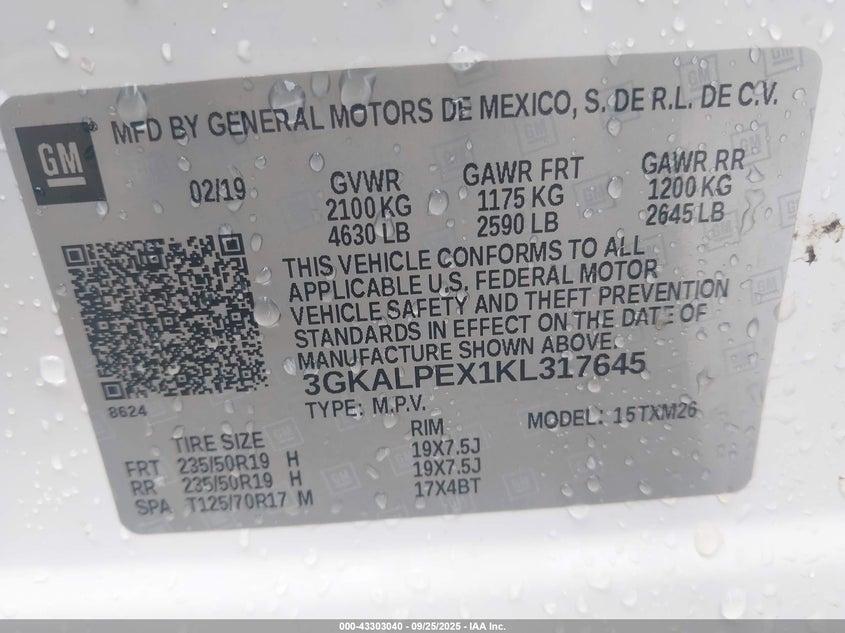 GM
MFD BY GENERAL MOTORS DE MEXICO, S. DE R.L. DE C.V.
02/19
GVWR
2100 KG
4630 LB
GAWR FRT
1175 KG
2590 LB
GAWR RR
1200 KG
2645 LB
THIS VEHICLE CONFORMS TO ALL
APPLICABLE U.S. FEDERAL MOTOR
VEHICLE SAFETY AND THEFT PREVENTION
STANDARDS IN EFFECT ON THE DATE OF
MANUFACTURE SHOWN ABOVE.
3GKALPEX1KL317645
8624
TYPE: M.P.V.
MODEL: 15TXM26
TIRE SIZE RIM
FRT 235/50R19 H 19X7.5J
RR 235/50R19 H 19X7.5J
SPA T125/70R17 M 17X4BT
000-43303040 - 09/25/2025 - IAA Inc.